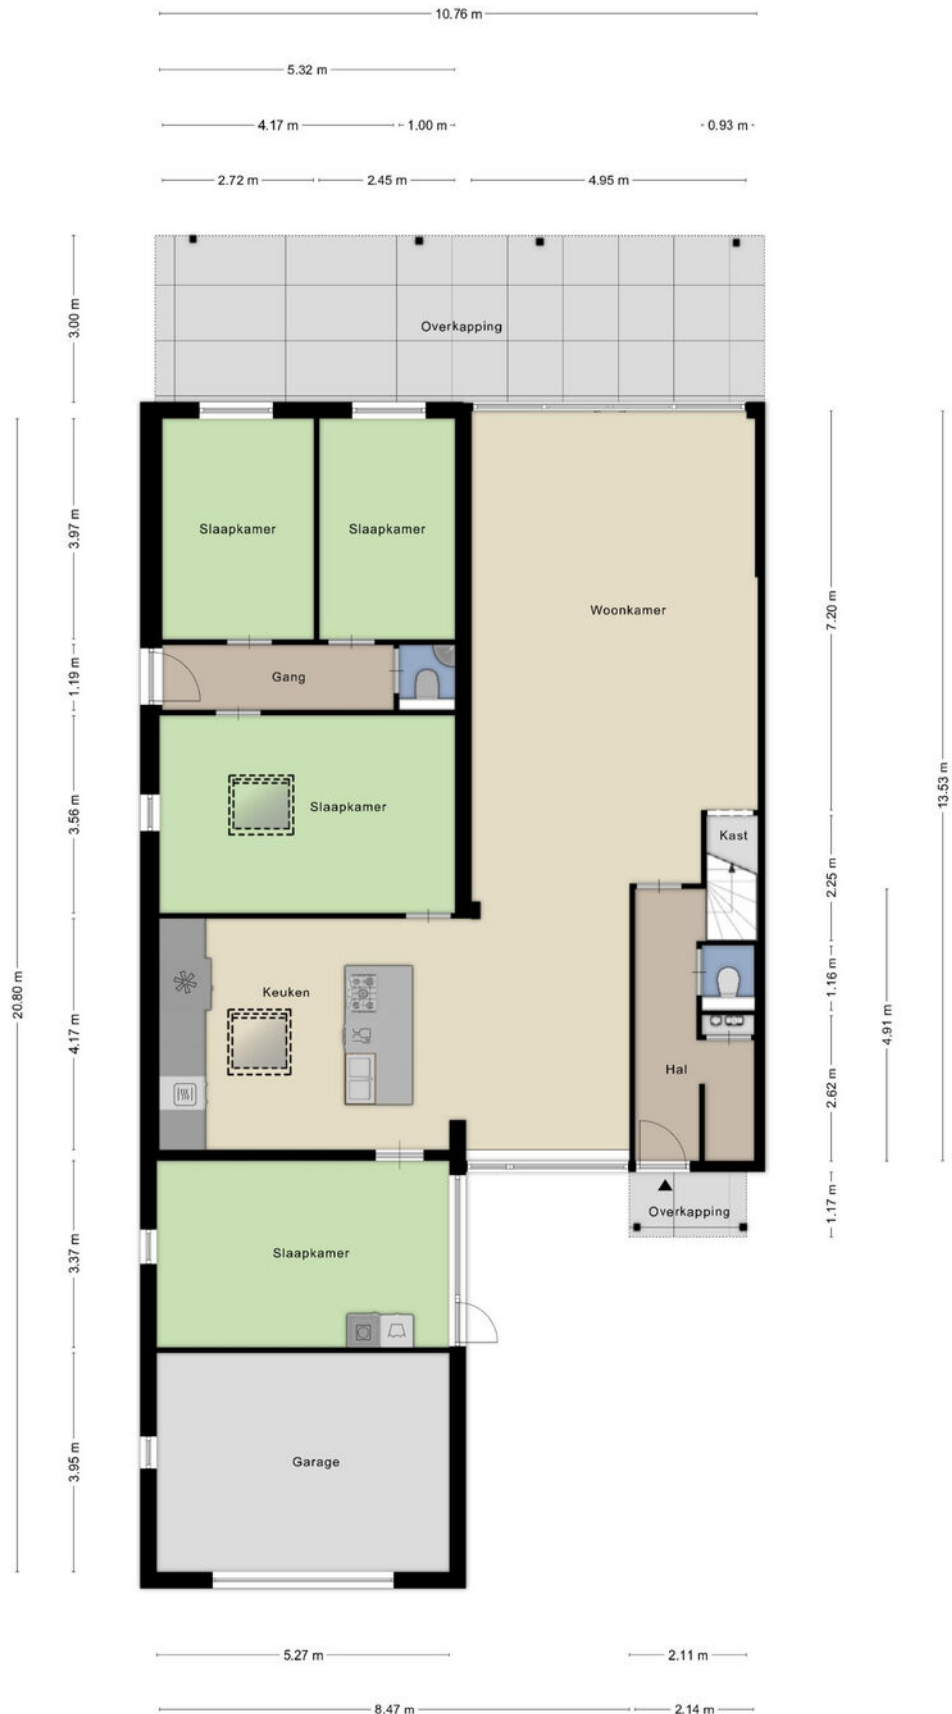 10.76 m
5.32 m
4.17 m
1.00 m
0.93 m
2.72 m
2.45 m
4.95 m
3.00 m
Overkapping
3.97 m
Slaapkamer
Slaapkamer
Woonkamer
7.20 m
1.19 m
Gang
3.56 m
Slaapkamer
Kast
13.53 m
2.25 m
20.80 m
4.17 m
Keuken
1.16 m
4.91 m
Hal
2.62 m
Overkapping
1.17 m
3.37 m
Slaapkamer
3.95 m
Garage
5.27 m
2.11 m
8.47 m
2.14 m